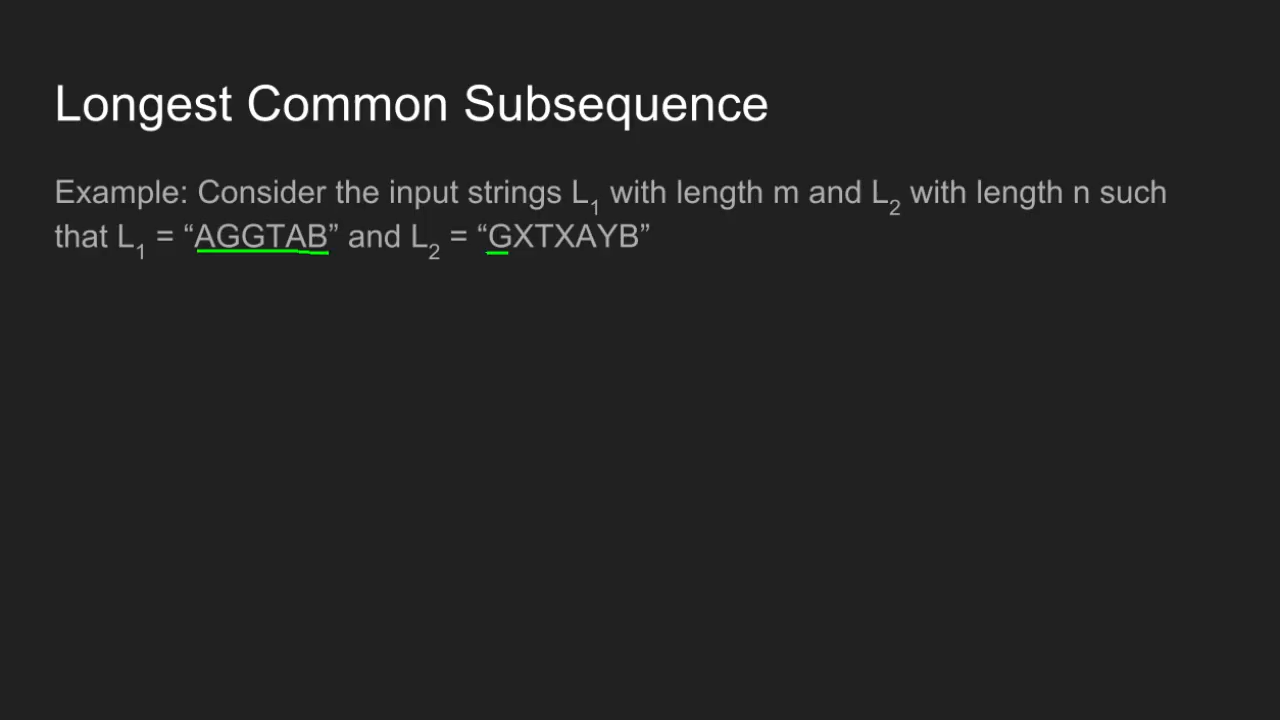 Longest Common Subsequence
Example: Consider the input strings L₁ with length m and L₂ with length n such
that L₁ = “AGGTAB” and L₂ = “GXTXAYB”